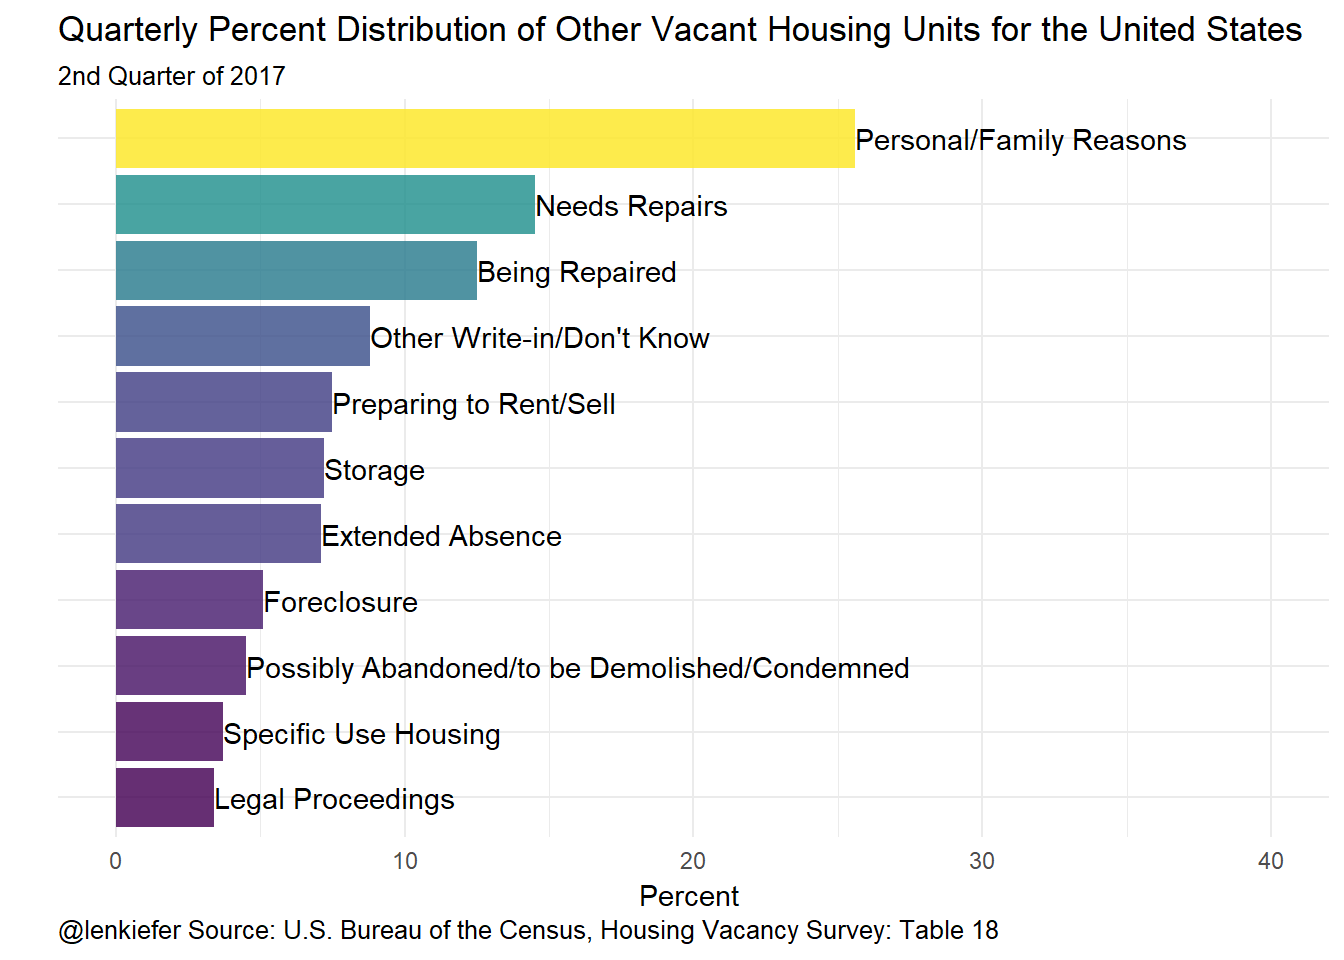 Quarterly Percent Distribution of Other Vacant Housing Units for the United States
2nd Quarter of 2017
Personal/Family Reasons
Needs Repairs
Being Repaired
Other Write-in/Don't Know
Preparing to Rent/Sell
Storage
Extended Absence
Foreclosure
Possibly Abandoned/to be Demolished/Condemned
Specific Use Housing
Legal Proceedings
0 10 20 30 40
Percent
@lenkiefer Source: U.S. Bureau of the Census, Housing Vacancy Survey: Table 18